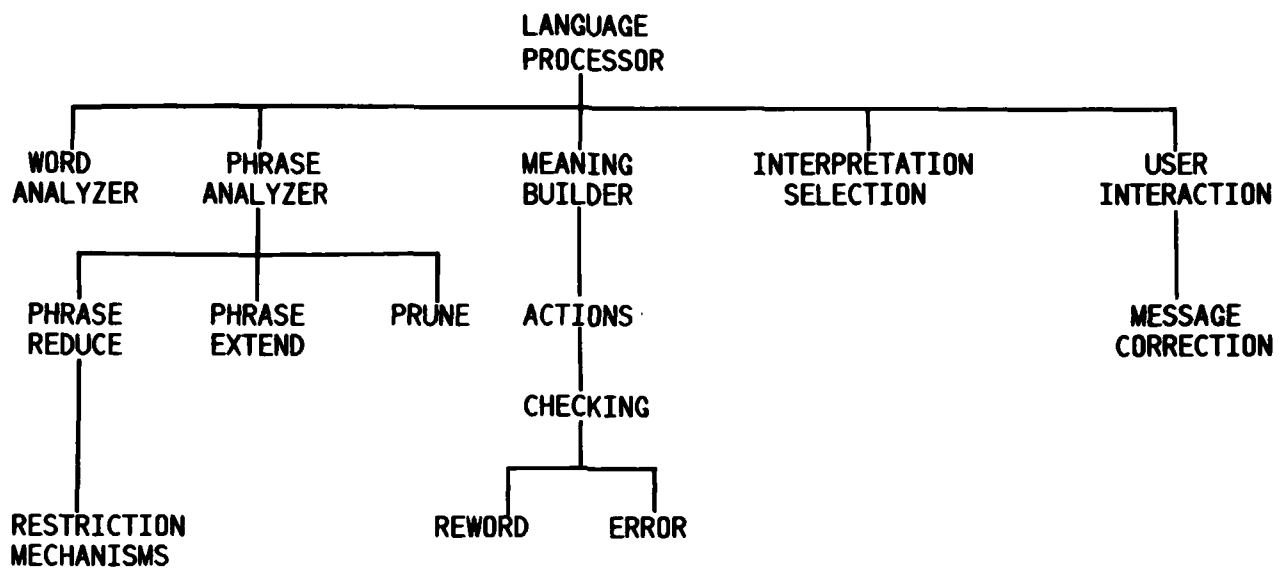 LANGUAGE
PROCESSOR
WORD
ANALYZER
PHRASE
ANALYZER
MEANING
BUILDER
INTERPRETATION
SELECTION
USER
INTERACTION
PHRASE
REDUCE
PHRASE
EXTEND
PRUNE
ACTIONS
MESSAGE
CORRECTION
CHECKING
RESTRICTION
MECHANISMS
REWORD
ERROR